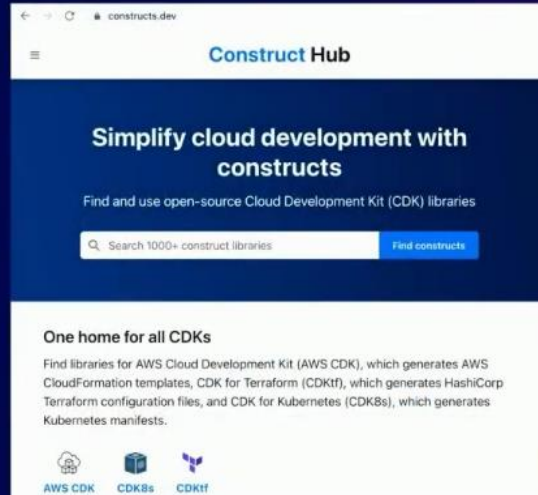 constructs.dev
Construct Hub
Simplify cloud development with
constructs
Find and use open-source Cloud Development Kit (CDK) libraries
Search 1000+ construct libraries
Find constructs
One home for all CDKs
Find libraries for AWS Cloud Development Kit (AWS CDK), which generates AWS
CloudFormation templates, CDK for Terraform (CDKtf), which generates HashiCorp
Terraform configuration files, and CDK for Kubernetes (CDK8s), which generates
Kubernetes manifests.
AWS CDK CDK8s CDKtf